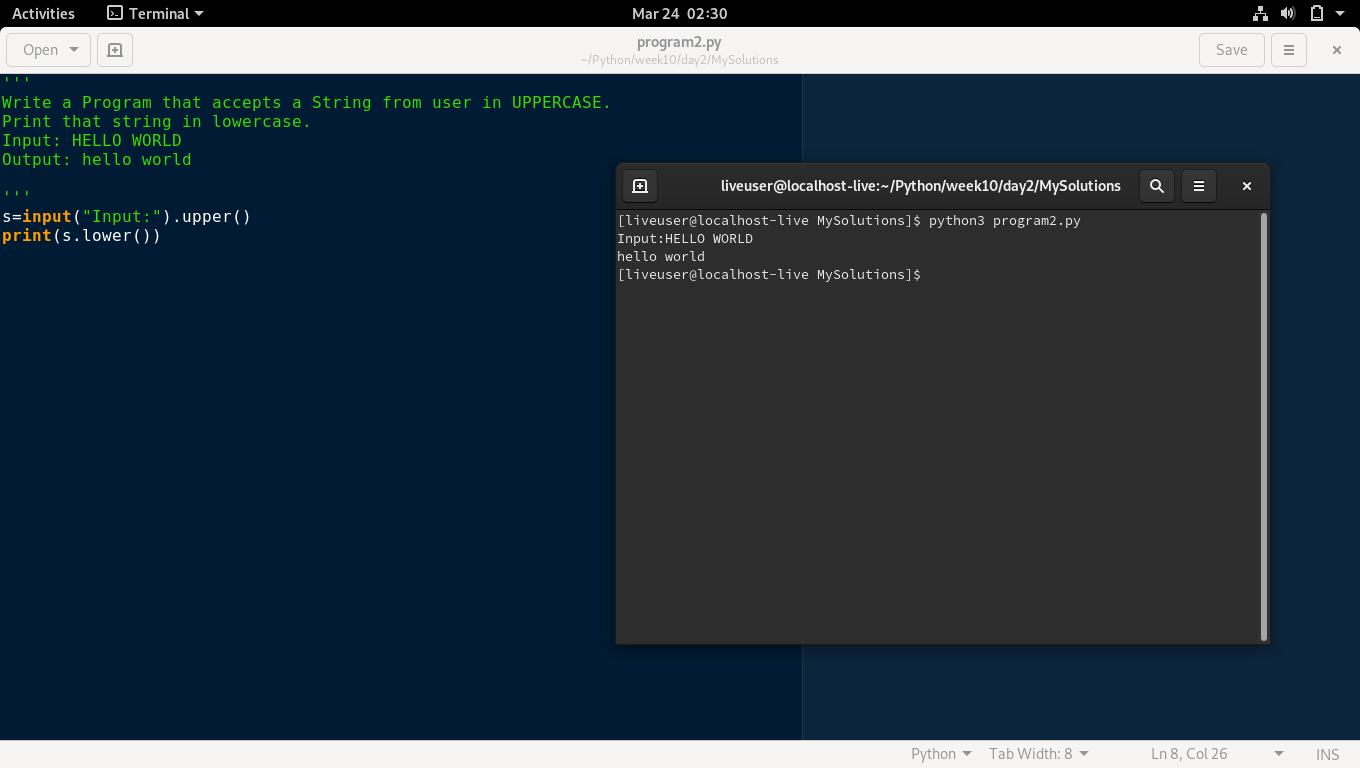 Activities Terminal Mar 24 02:30
Open program2.py Save
~/Python/week10/day2/MySolutions
'''
Write a Program that accepts a String from user in UPPERCASE.
Print that string in lowercase.
Input: HELLO WORLD
Output: hello world
'''
s=input("Input:").upper()
print(s.lower())
liveuser@localhost-live:~/Python/week10/day2/MySolutions
[liveuser@localhost-live MySolutions]$ python3 program2.py
Input:HELLO WORLD
hello world
[liveuser@localhost-live MySolutions]$
Python Tab Width: 8 Ln 8, Col 26 INS